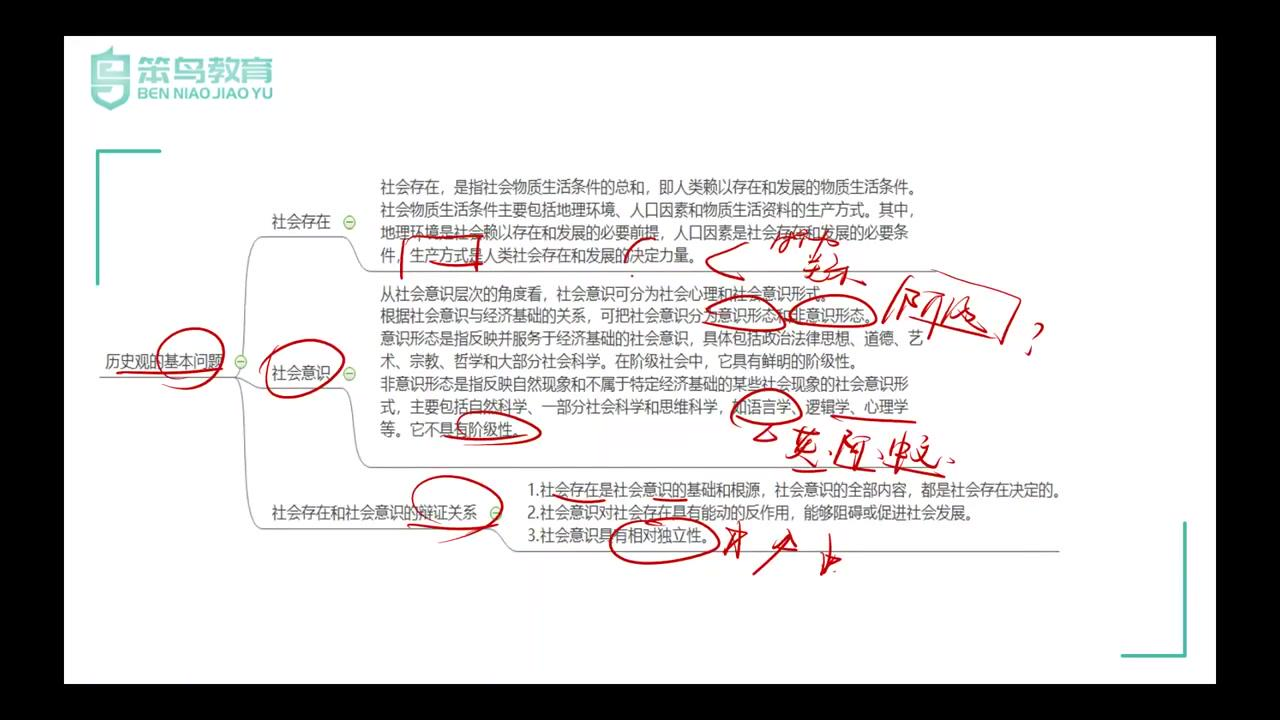 笨鸟教育
BEN NIAO JIAO YU
社会存在
社会存在，是指社会物质生活条件的总和，即人类赖以存在和发展的物质生活条件。
社会物质生活条件主要包括地理环境、人口因素和物质生活资料的生产方式。其中，
地理环境是社会赖以存在和发展的必要前提，人口因素是社会存在和发展的必要条
件，生产方式是人类社会存在和发展的决定力量。
历史观的基本问题
社会意识
从社会意识层次的角度看，社会意识可分为社会心理和社会意识形式。
根据社会意识与经济基础的关系，可把社会意识分为意识形态和非意识形态。
意识形态是指反映并服务于经济基础的社会意识，具体包括政治法律思想、道德、艺
术、宗教、哲学和大部分社会科学。在阶级社会中，它具有鲜明的阶级性。
非意识形态是指反映自然现象和不属于特定经济基础的某些社会现象的社会意识形
式，主要包括自然科学、一部分社会科学和思维科学，如语言学、逻辑学、心理学
等。它不具有阶级性。
英、阿、中文、
社会存在和社会意识的辩证关系
1.社会存在是社会意识的基础和根源，社会意识的全部内容，都是社会存在决定的。
2.社会意识对社会存在具有能动的反作用，能够阻碍或促进社会发展。
3.社会意识具有相对独立性。